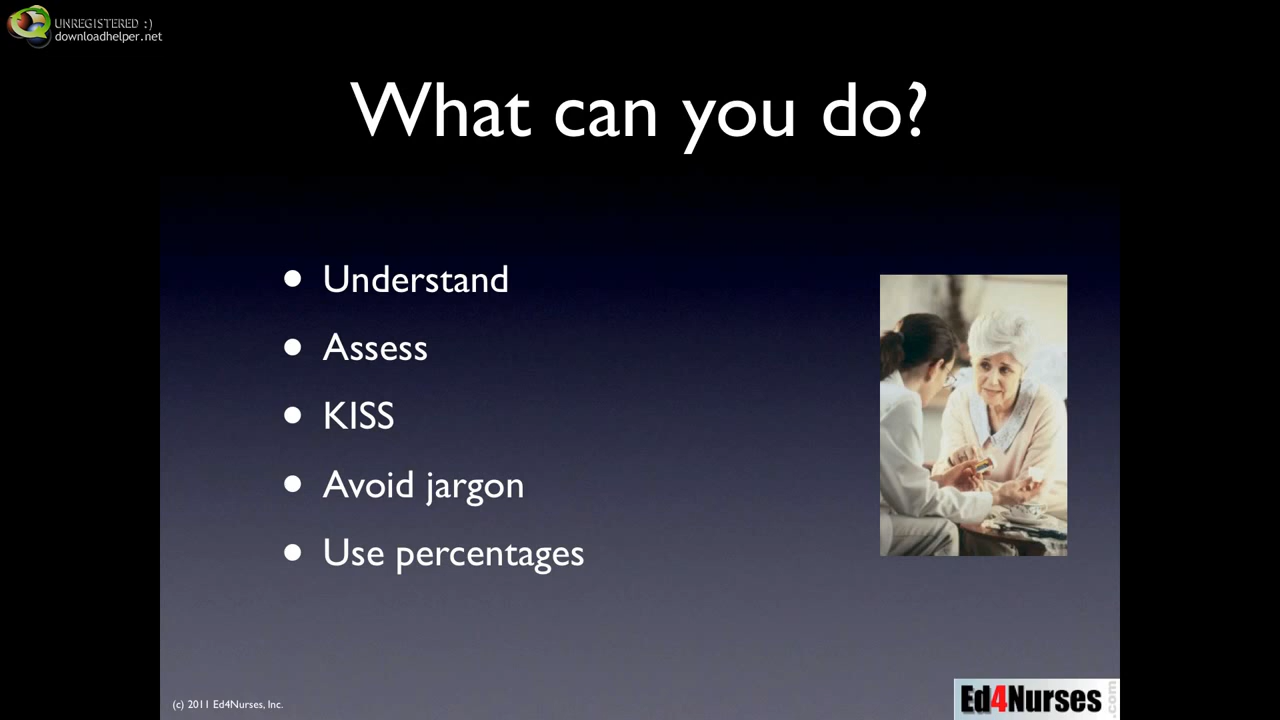 UNREGISTERED :)
downloadhelper.net
What can you do?
• Understand
• Assess
• KISS
• Avoid jargon
• Use percentages
(c) 2011 Ed4Nurses, Inc.
Ed4Nurses
.com